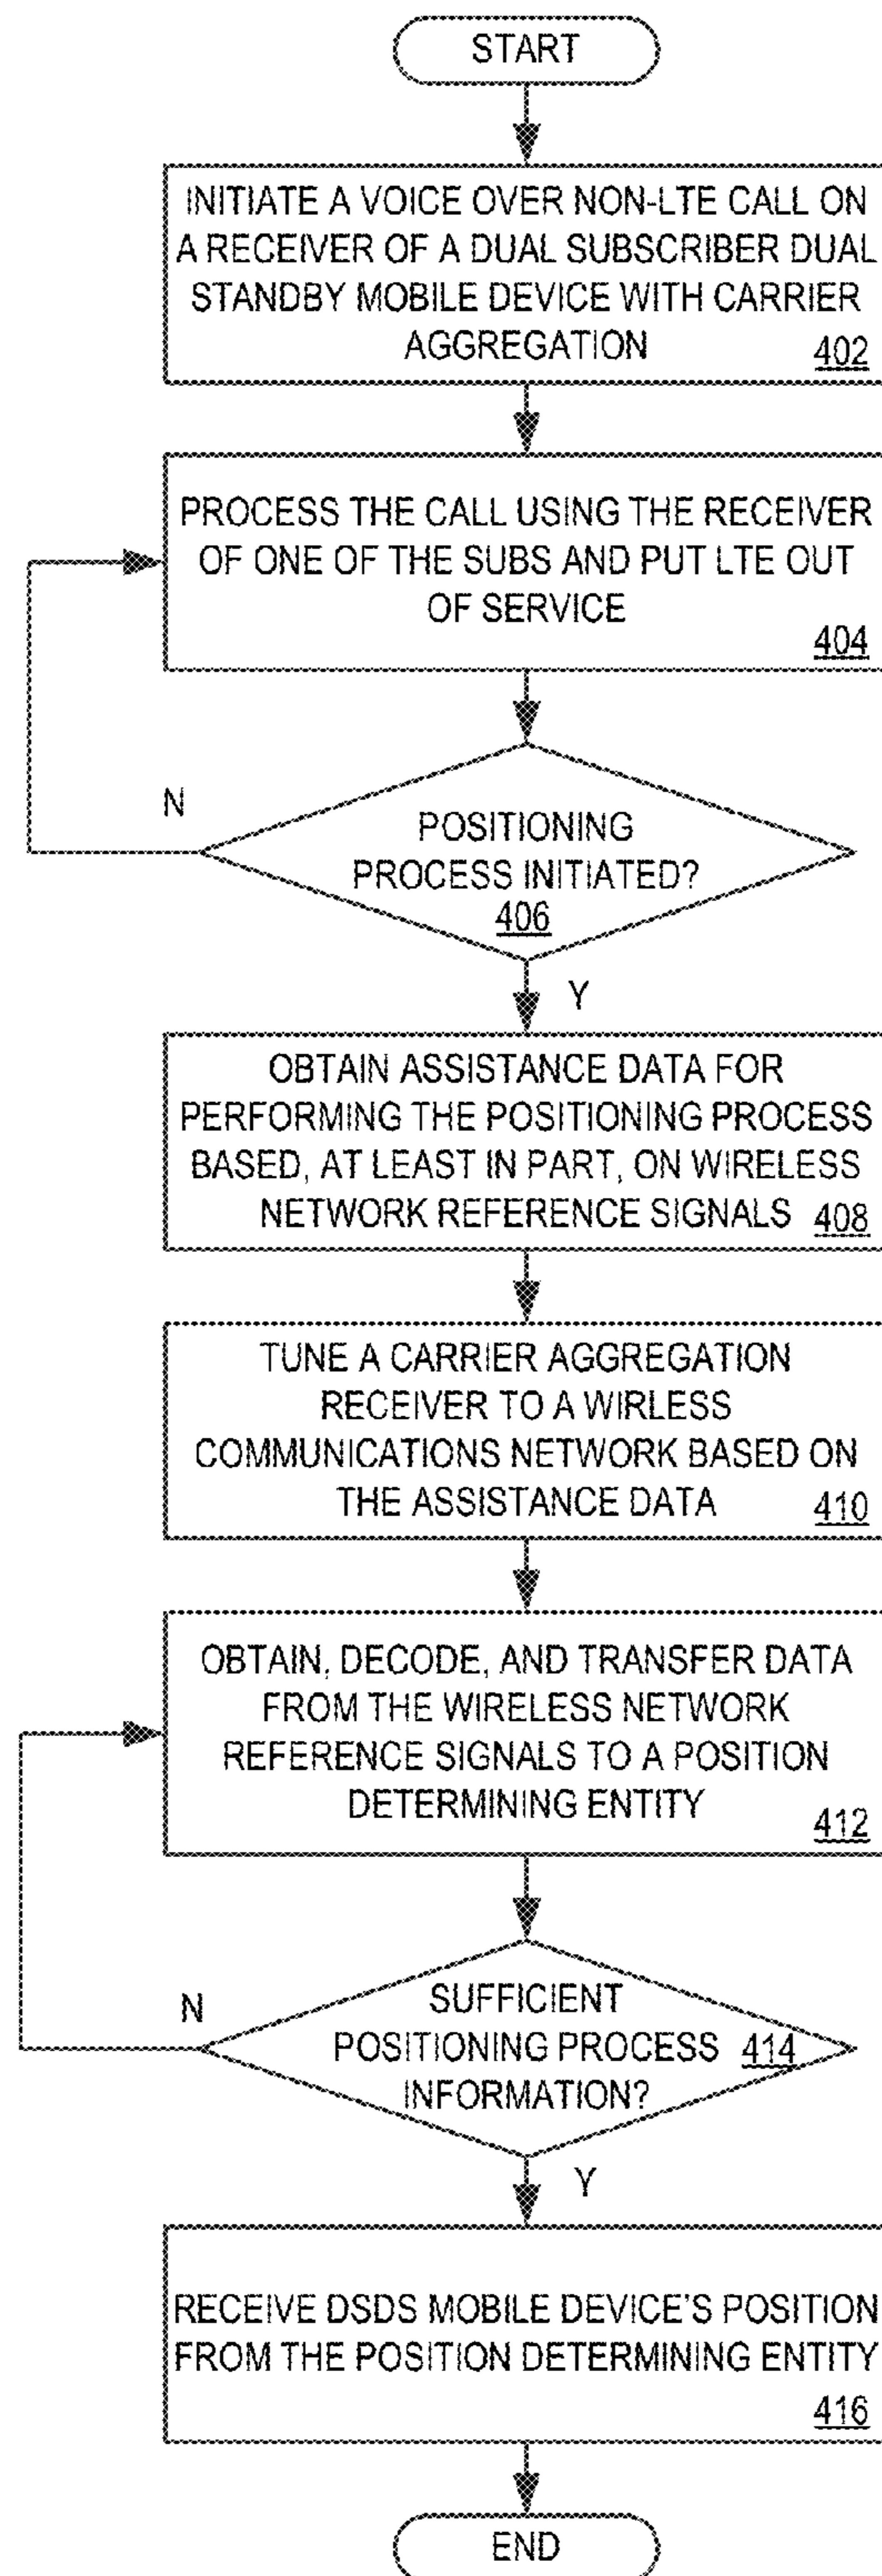 START
INITIATE A VOICE OVER NON-LTE CALL ON
A RECEIVER OF A DUAL SUBSCRIBER DUAL
STANDBY MOBILE DEVICE WITH CARRIER
AGGREGATION 402
PROCESS THE CALL USING THE RECEIVER
OF ONE OF THE SUBS AND PUT LTE OUT
OF SERVICE
404
N
POSITIONING
PROCESS INITIATED?
406
Y
OBTAIN ASSISTANCE DATA FOR
PERFORMING THE POSITIONING PROCESS
BASED, AT LEAST IN PART, ON WIRELESS
NETWORK REFERENCE SIGNALS 408
TUNE A CARRIER AGGREGATION
RECEIVER TO A WIRLESS
COMMUNICATIONS NETWORK BASED ON
THE ASSISTANCE DATA 410
OBTAIN, DECODE, AND TRANSFER DATA
FROM THE WIRELESS NETWORK
REFERENCE SIGNALS TO A POSITION
DETERMINING ENTITY
412
N
SUFFICIENT
POSITIONING PROCESS 414
INFORMATION?
Y
RECEIVE DSDS MOBILE DEVICE'S POSITION
FROM THE POSITION DETERMINING ENTITY
416
END